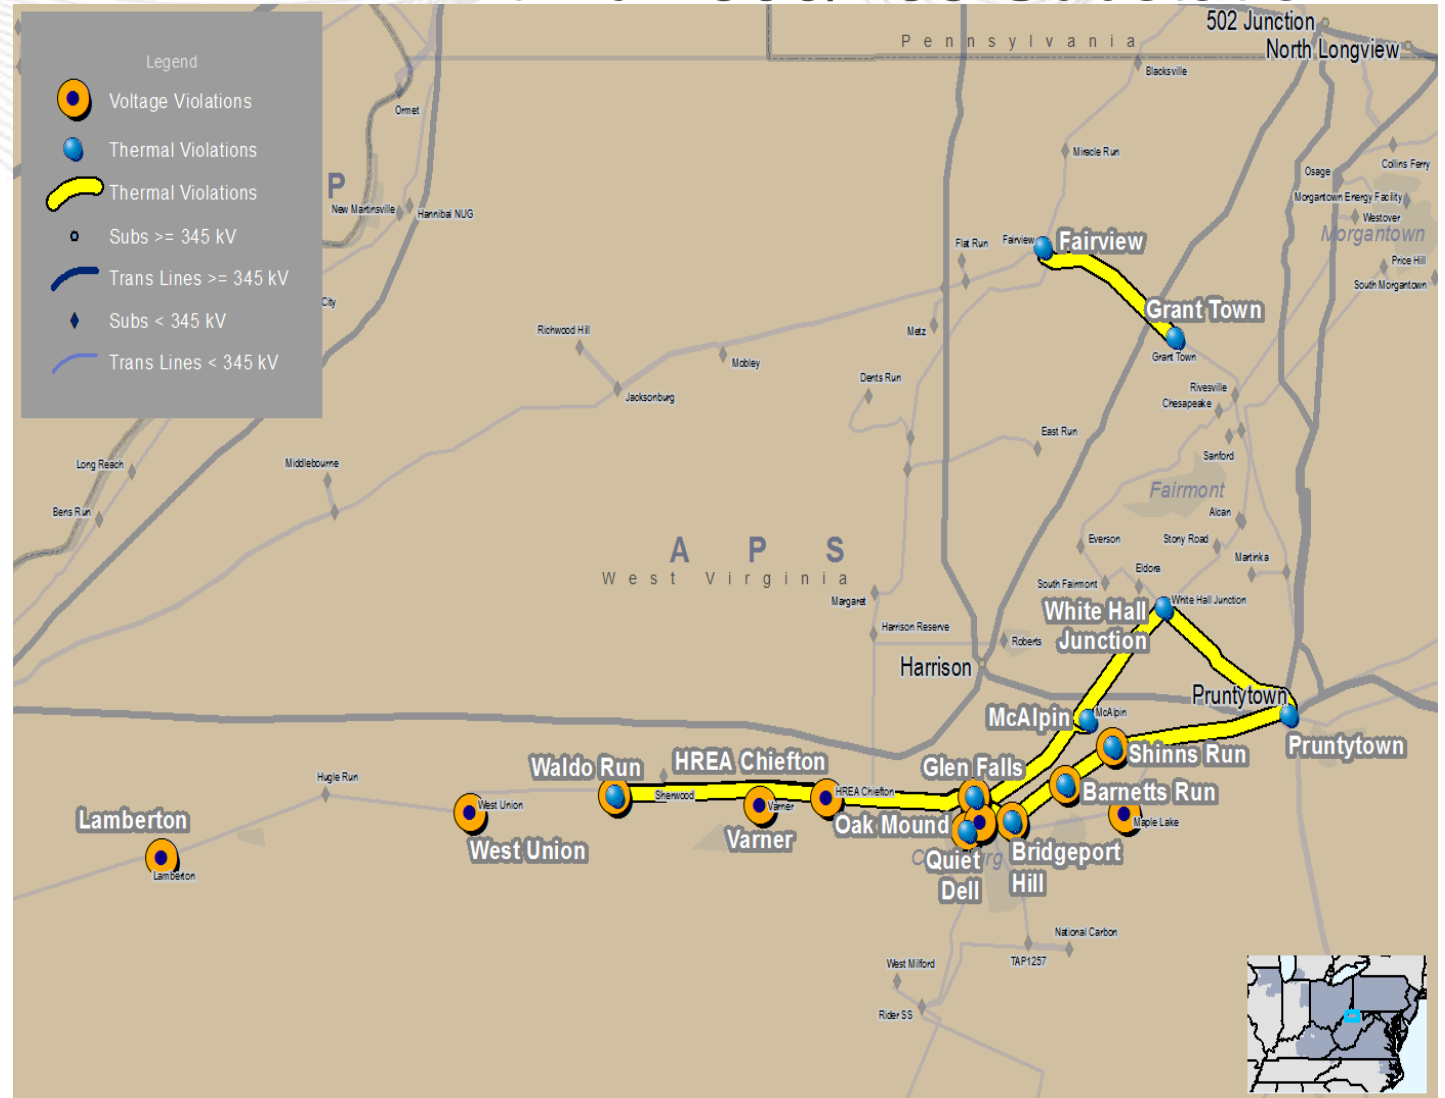 502 Junction
North Longview
Pennsylvania
Blacksville
Legend
Voltage Violations
Thermal Violations
Thermal Violations
Subs >= 345 kV
Trans Lines >= 345 kV
Subs < 345 kV
Trans Lines < 345 kV
P
City
Ormet
New Martinsville
Hannibal NUG
Miracle Run
Osage
Collins Ferry
Morgantown Energy Facility
Westover
Morgantown
Price Hill
South Morgantown
Flat Run
Fairview
Fairview
Grant Town
Grant Town
Metz
Richwood Hill
Mobley
Jacksonburg
Dents Run
Rivesville
Chesapeake
East Run
Sanford
Long Reach
Middlebourne
Bens Run
Fairmont
Alcan
Everson
Stony Road
Martinka
Eldora
South Fairmont
A P S
West Virginia
Margaret
White Hall
Junction
White Hall Junction
Harrison Reserve
Roberts
Harrison
Pruntytown
McAlpin
McAlpin
Pruntytown
Shinns Run
Glen Falls
Barnetts Run
Waldo Run
HREA Chiefton
Hugle Run
Sherwood
HREA Chiefton
Varner
Varner
West Union
West Union
Oak Mound
Maple Lake
Lamberton
Lamberton
Quiet
Dell
Bridgeport
Hill
National Carbon
TAP1257
West Milford
Rider SS